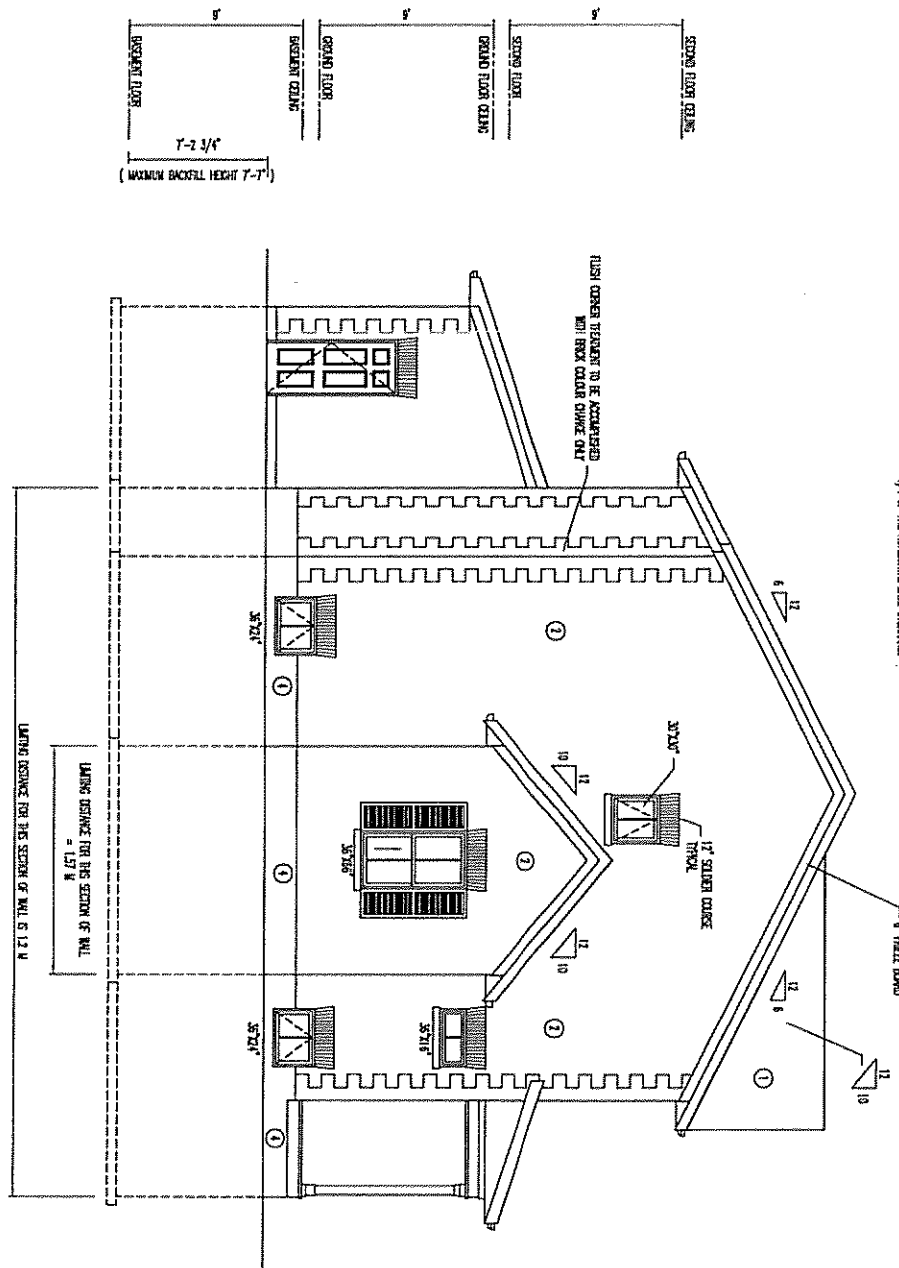 9'
9'
9'
SECOND FLOOR CEILING
SECOND FLOOR
GROUND FLOOR CEILING
GROUND FLOOR
BASEMENT CEILING
BASEMENT FLOOR
7'-2 3/4"
( MAXIMUM BACKFILL HEIGHT 7'-7" )
FLUSH CORNER TEATMENT TO BE ACCOMPLISHED
WITH BRICK COLOUR CHANGE ONLY
12
6
12
6
12
10
1
2
30"X30"
12" SOLDIER COURSE
TYPICAL
12
10
12
10
2
2
36"X66"
36"X16"
36"X24"
36"X24"
4
4
4
LIMITING DISTANCE FOR THIS SECTION OF WALL
= 1.57 M
LIMITING DISTANCE FOR THIS SECTION OF WALL IS 1.2 M